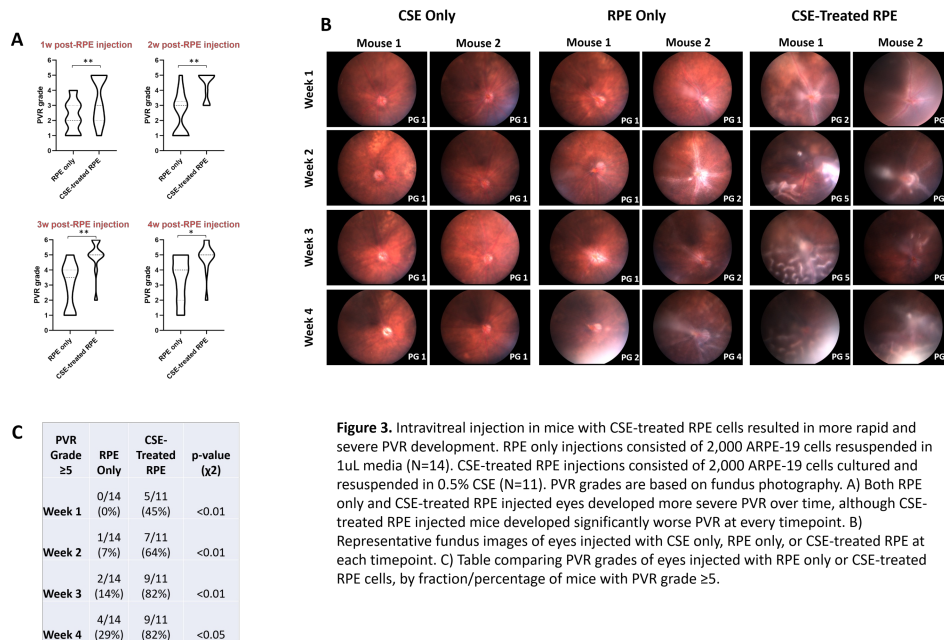 A
1w post-RPE injection
2w post-RPE injection
**
**
PVR grade
6
5
4
3
2
1
0
6
5
4
3
2
1
0
RPE only
CSE-treated RPE
RPE only
CSE-treated RPE
3w post-RPE injection
4w post-RPE injection
**
*
PVR grade
6
5
4
3
2
1
0
PVR grade
6
5
4
3
2
1
0
RPE only
CSE-treated RPE
RPE only
CSE-treated RPE
B
CSE Only
RPE Only
CSE-Treated RPE
Mouse 1
Mouse 2
Mouse 1
Mouse 2
Mouse 1
Mouse 2
Week 1
PG 1
PG 1
PG 1
PG 1
PG 2
PG
Week 2
PG 1
PG 1
PG 1
PG 2
PG 5
PG
Week 3
PG 1
PG 1
PG 1
PG 2
PG 5
PG
Week 4
PG 1
PG 1
PG 2
PG 4
PG 5
PG
C
PVR
Grade
≥5
RPE
Only
CSE-
Treated
RPE
p-value
(χ2)
Week 1
0/14
(0%)
5/11
(45%)
<0.01
Week 2
1/14
(7%)
7/11
(64%)
<0.01
Week 3
2/14
(14%)
9/11
(82%)
<0.01
Week 4
4/14
(29%)
9/11
(82%)
<0.05
Figure 3. Intravitreal injection in mice with CSE-treated RPE cells resulted in more rapid and
severe PVR development. RPE only injections consisted of 2,000 ARPE-19 cells resuspended in
1uL media (N=14). CSE-treated RPE injections consisted of 2,000 ARPE-19 cells cultured and
resuspended in 0.5% CSE (N=11). PVR grades are based on fundus photography. A) Both RPE
only and CSE-treated RPE injected eyes developed more severe PVR over time, although CSE-
treated RPE injected mice developed significantly worse PVR at every timepoint. B)
Representative fundus images of eyes injected with CSE only, RPE only, or CSE-treated RPE at
each timepoint. C) Table comparing PVR grades of eyes injected with RPE only or CSE-treated
RPE cells, by fraction/percentage of mice with PVR grade ≥5.